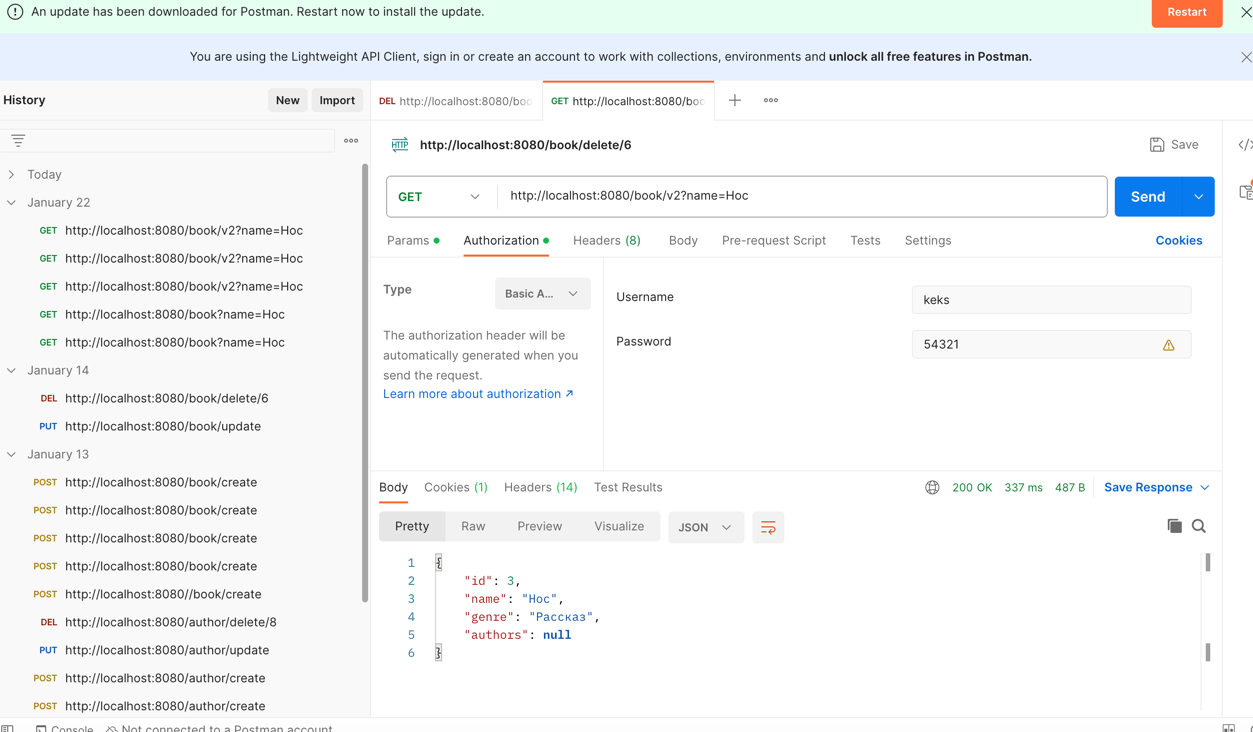 An update has been downloaded for Postman. Restart now to install the update.
Restart
You are using the Lightweight API Client, sign in or create an account to work with collections, environments and unlock all free features in Postman.
History
New
Import
DEL http://localhost:8080/boo
GET http://localhost:8080/boo
HTTP http://localhost:8080/book/delete/6
Save
Today
January 22
GET http://localhost:8080/book/v2?name=Нос
GET http://localhost:8080/book/v2?name=Нос
GET http://localhost:8080/book/v2?name=Нос
GET http://localhost:8080/book?name=Нос
GET http://localhost:8080/book?name=Нос
January 14
DEL http://localhost:8080/book/delete/6
PUT http://localhost:8080/book/update
January 13
POST http://localhost:8080/book/create
POST http://localhost:8080/book/create
POST http://localhost:8080/book/create
POST http://localhost:8080/book/create
POST http://localhost:8080//book/create
DEL http://localhost:8080/author/delete/8
PUT http://localhost:8080/author/update
POST http://localhost:8080/author/create
POST http://localhost:8080/author/create
GET
http://localhost:8080/book/v2?name=Нос
Send
Params
Authorization
Headers (8)
Body
Pre-request Script
Tests
Settings
Cookies
Type
Basic A...
The authorization header will be
automatically generated when you
send the request.
Learn more about authorization ↗
Username
keks
Password
54321
Body
Cookies (1)
Headers (14)
Test Results
200 OK
337 ms
487 B
Save Response
Pretty
Raw
Preview
Visualize
JSON
1 {
2 "id": 3,
3 "name": "Нос",
4 "genre": "Рассказ",
5 "authors": null
6 }
Console
Not connected to a Postman account